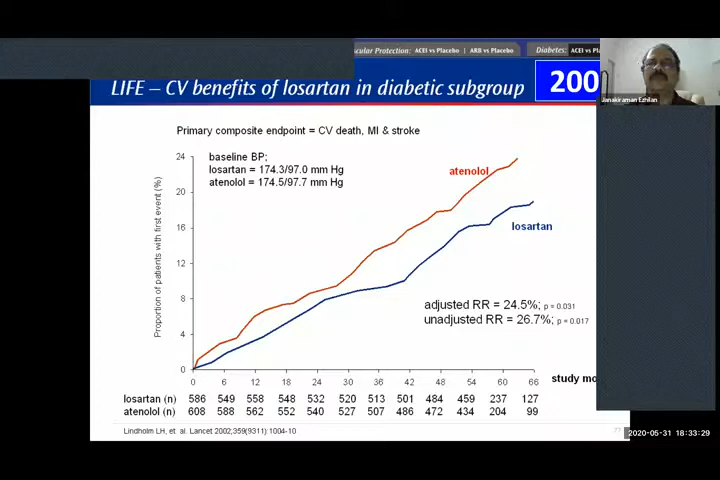 scular Protection: ACEI vs Placebo | ARB vs Placebo
Diabetes: ACEI vs Pla
LIFE – CV benefits of losartan in diabetic subgroup
200
Janakiraman Ezhilan
Primary composite endpoint = CV death, MI & stroke
baseline BP;
losartan = 174.3/97.0 mm Hg
atenolol = 174.5/97.7 mm Hg
Proportion of patients with first event (%)
24
20
16
12
8
4
0
atenolol
losartan
adjusted RR = 24.5%; p = 0.031
unadjusted RR = 26.7%; p = 0.017
0 6 12 18 24 30 36 42 48 54 60 66
study mo
losartan (n) 586 549 558 548 532 520 513 501 484 459 237 127
atenolol (n) 608 588 562 552 540 527 507 486 472 434 204 99
Lindholm LH, et al. Lancet 2002;359(9311):1004-10
2020-05-31 18:33:29